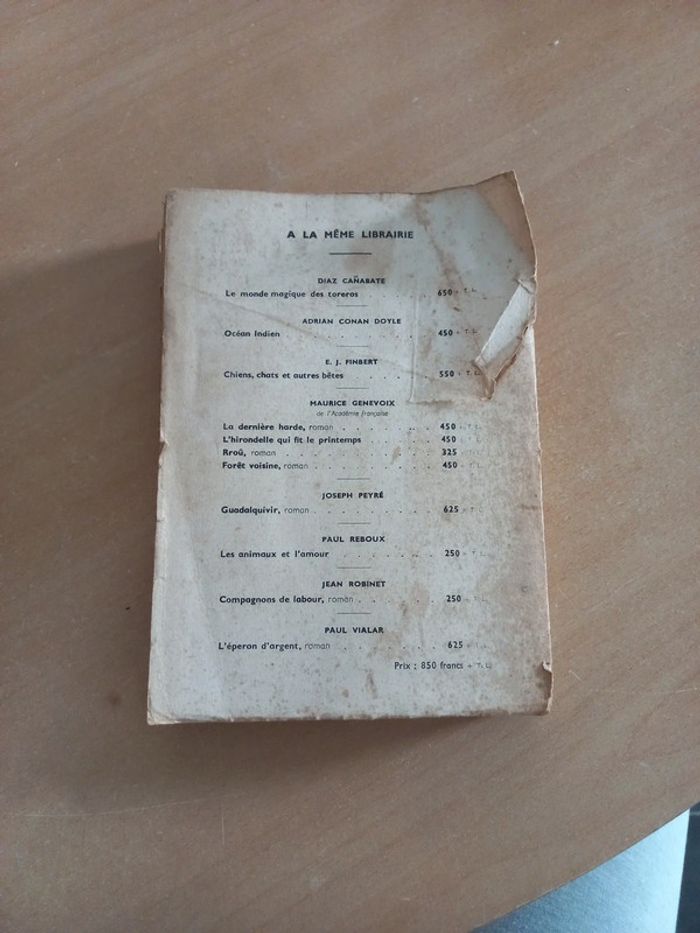 A LA MÊME LIBRAIRIE
DIAZ CAÑABATE
Le monde magique des toreros . . . . . 650 + T. L.
ADRIAN CONAN DOYLE
Océan Indien . . . . . . . . . 450 + T. L.
E. J. FINBERT
Chiens, chats et autres bêtes . . . . 550 + T. L.
MAURICE GENEVOIX
de l'Académie française
La dernière harde, roman . . . . . . . 450 + T. L.
L'hirondelle qui fit le printemps . . . . . 450 + T. L.
Rroû, roman . . . . . . . . . . 325 + T. L.
Forêt voisine, roman . . . . . . . . 450 + T. L.
JOSEPH PEYRÉ
Guadalquivir, roman . . . . . . . . 625 + T. L.
PAUL REBOUX
Les animaux et l'amour . . . . . . . 250 + T. L.
JEAN ROBINET
Compagnons de labour, roman . . . . . . 250 + T. L.
PAUL VIALAR
L'éperon d'argent, roman . . . . . . . 625 + T. L.
Prix : 850 francs + T. L.